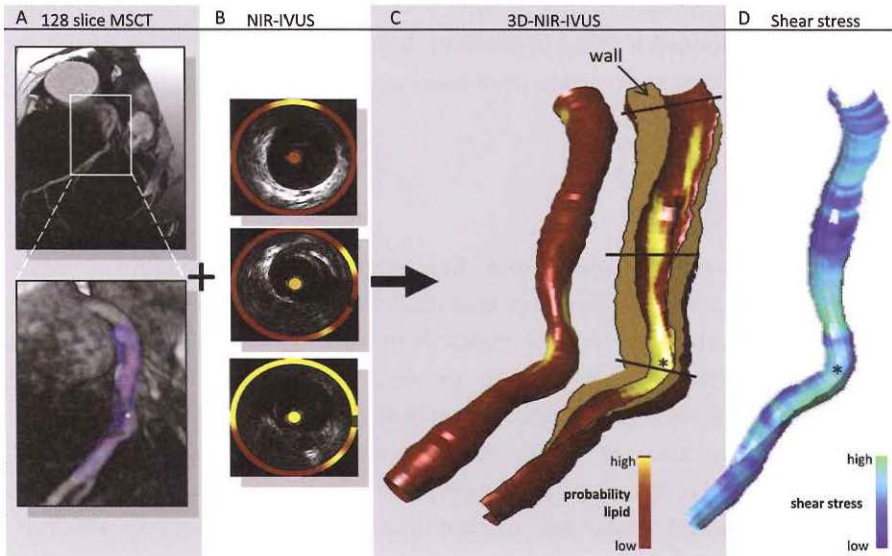 A 128 slice MSCT
B NIR-IVUS
C 3D-NIR-IVUS
D Shear stress
wall
+
*
*
high
probability
lipid
low
high
shear stress
low